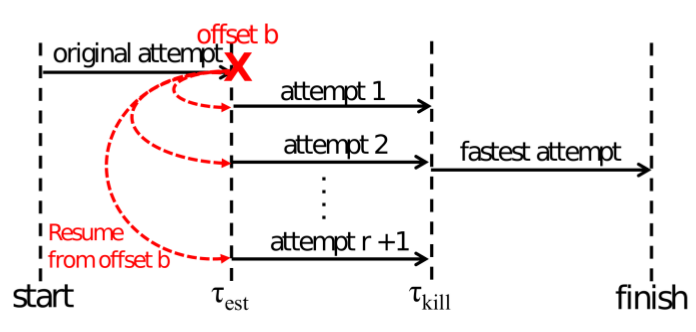 offset b
original attempt
X
attempt 1
attempt 2
fastest attempt
Resume
from offset b
attempt r +1
start
τest
τkill
finish